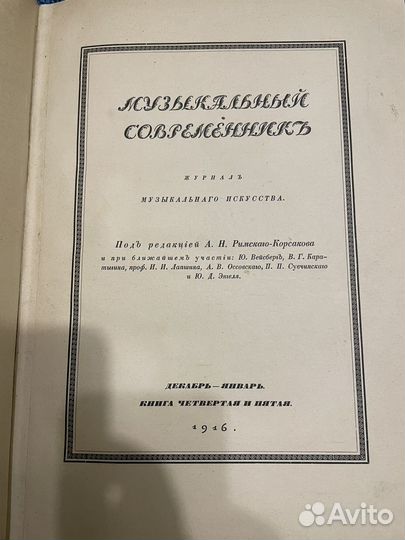 МУЗЫКАЛЬНЫЙ
СОВРЕМЕННИКЪ
ЖУРНАЛЪ
МУЗЫКАЛЬНАГО ИСКУССТВА.
Подъ редакціей А. Н. Римскаго-Корсакова
и при ближайшемъ участіи: Ю. Вейсбергъ, В. Г. Кара-
тыгина, проф. И. И. Лапшина, А. В. Оссовскаго, П. П. Сувчинскаго
и Ю. Д. Энгеля.
ДЕКАБРЬ—ЯНВАРЬ.
КНИГА ЧЕТВЕРТАЯ И ПЯТАЯ.
1916.
Avito